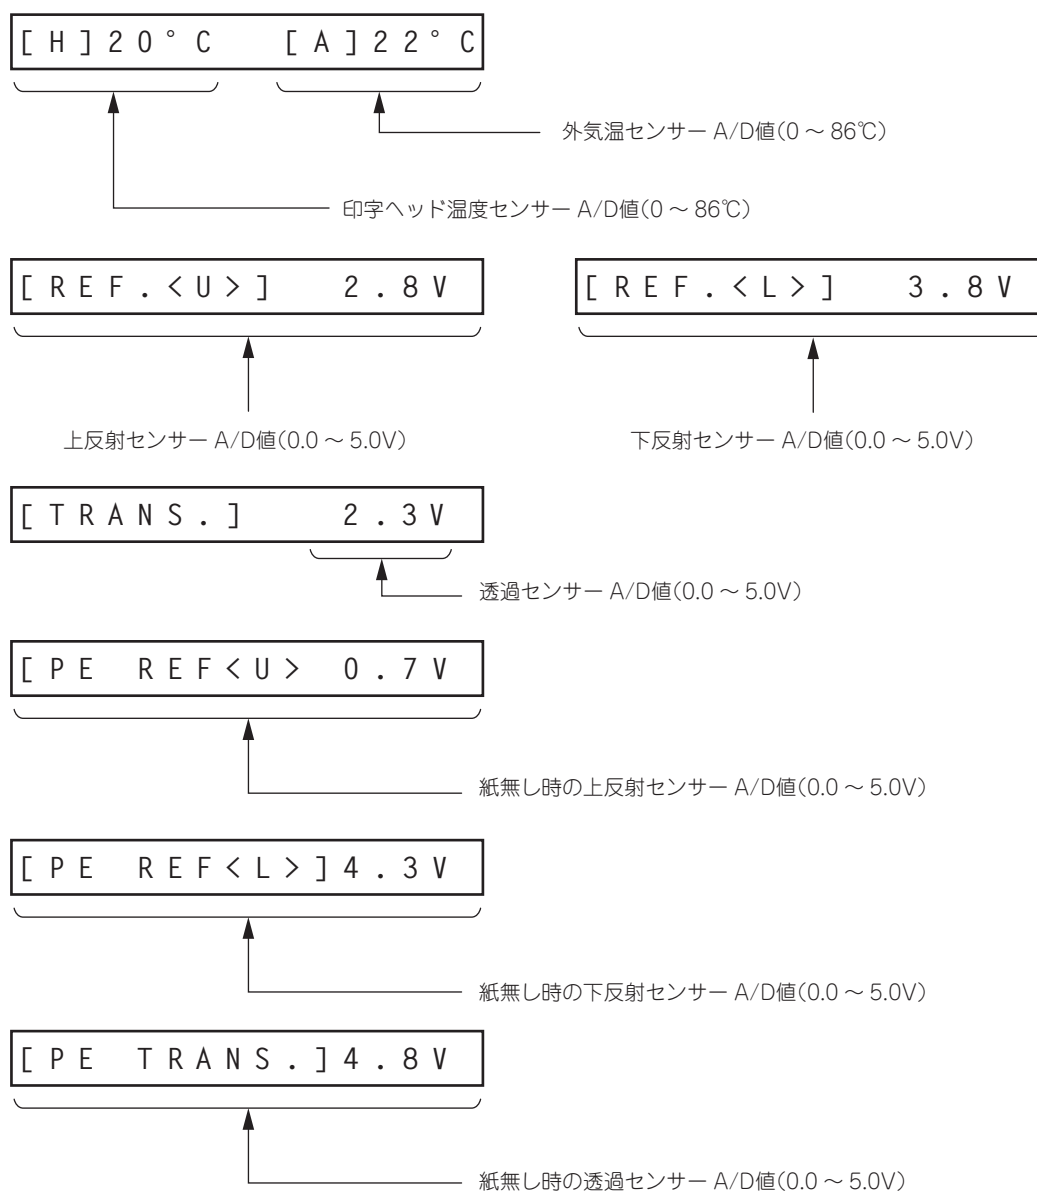 [H]20°C [A]22°C
外気温センサー A/D値(0 ～ 86℃)
印字ヘッド温度センサー A/D値(0 ～ 86℃)
[REF.<U>] 2.8V [REF.<L>] 3.8V
上反射センサー A/D値(0.0 ～ 5.0V) 下反射センサー A/D値(0.0 ～ 5.0V)
[TRANS.] 2.3V
透過センサー A/D値(0.0 ～ 5.0V)
[PE REF<U> 0.7V
紙無し時の上反射センサー A/D値(0.0 ～ 5.0V)
[PE REF<L>]4.3V
紙無し時の下反射センサー A/D値(0.0 ～ 5.0V)
[PE TRANS.]4.8V
紙無し時の透過センサー A/D値(0.0 ～ 5.0V)